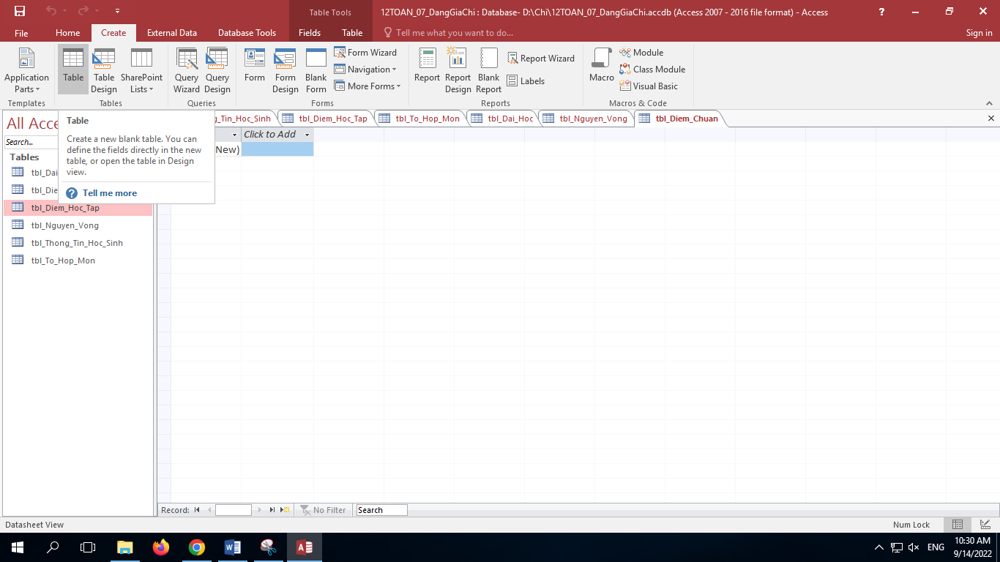 Table Tools
12TOAN_07_DangGiaChi : Database- D:\Chi\12TOAN_07_DangGiaChi.accdb (Access 2007 - 2016 file format) - Access
?
File Home Create External Data Database Tools Fields Table Tell me what you want to do... Sign in
Application Parts
Table
Table Design
SharePoint Lists
Query Wizard
Query Design
Form
Form Design
Blank Form
Form Wizard
Navigation
More Forms
Report
Report Design
Blank Report
Report Wizard
Labels
Macro
Module
Class Module
Visual Basic
Templates Tables Queries Forms Reports Macros & Code
All Acce
Search...
Tables
tbl_Dai
tbl_Die
tbl_Diem_Hoc_Tap
tbl_Nguyen_Vong
tbl_Thong_Tin_Hoc_Sinh
tbl_To_Hop_Mon
Table
Create a new blank table. You can
define the fields directly in the new
table, or open the table in Design
view.
? Tell me more
g_Tin_Hoc_Sinh tbl_Diem_Hoc_Tap tbl_To_Hop_Mon tbl_Dai_Hoc tbl_Nguyen_Vong tbl_Diem_Chuan
Click to Add
New)
Record: No Filter Search
Datasheet View Num Lock
ENG
10:30 AM
9/14/2022